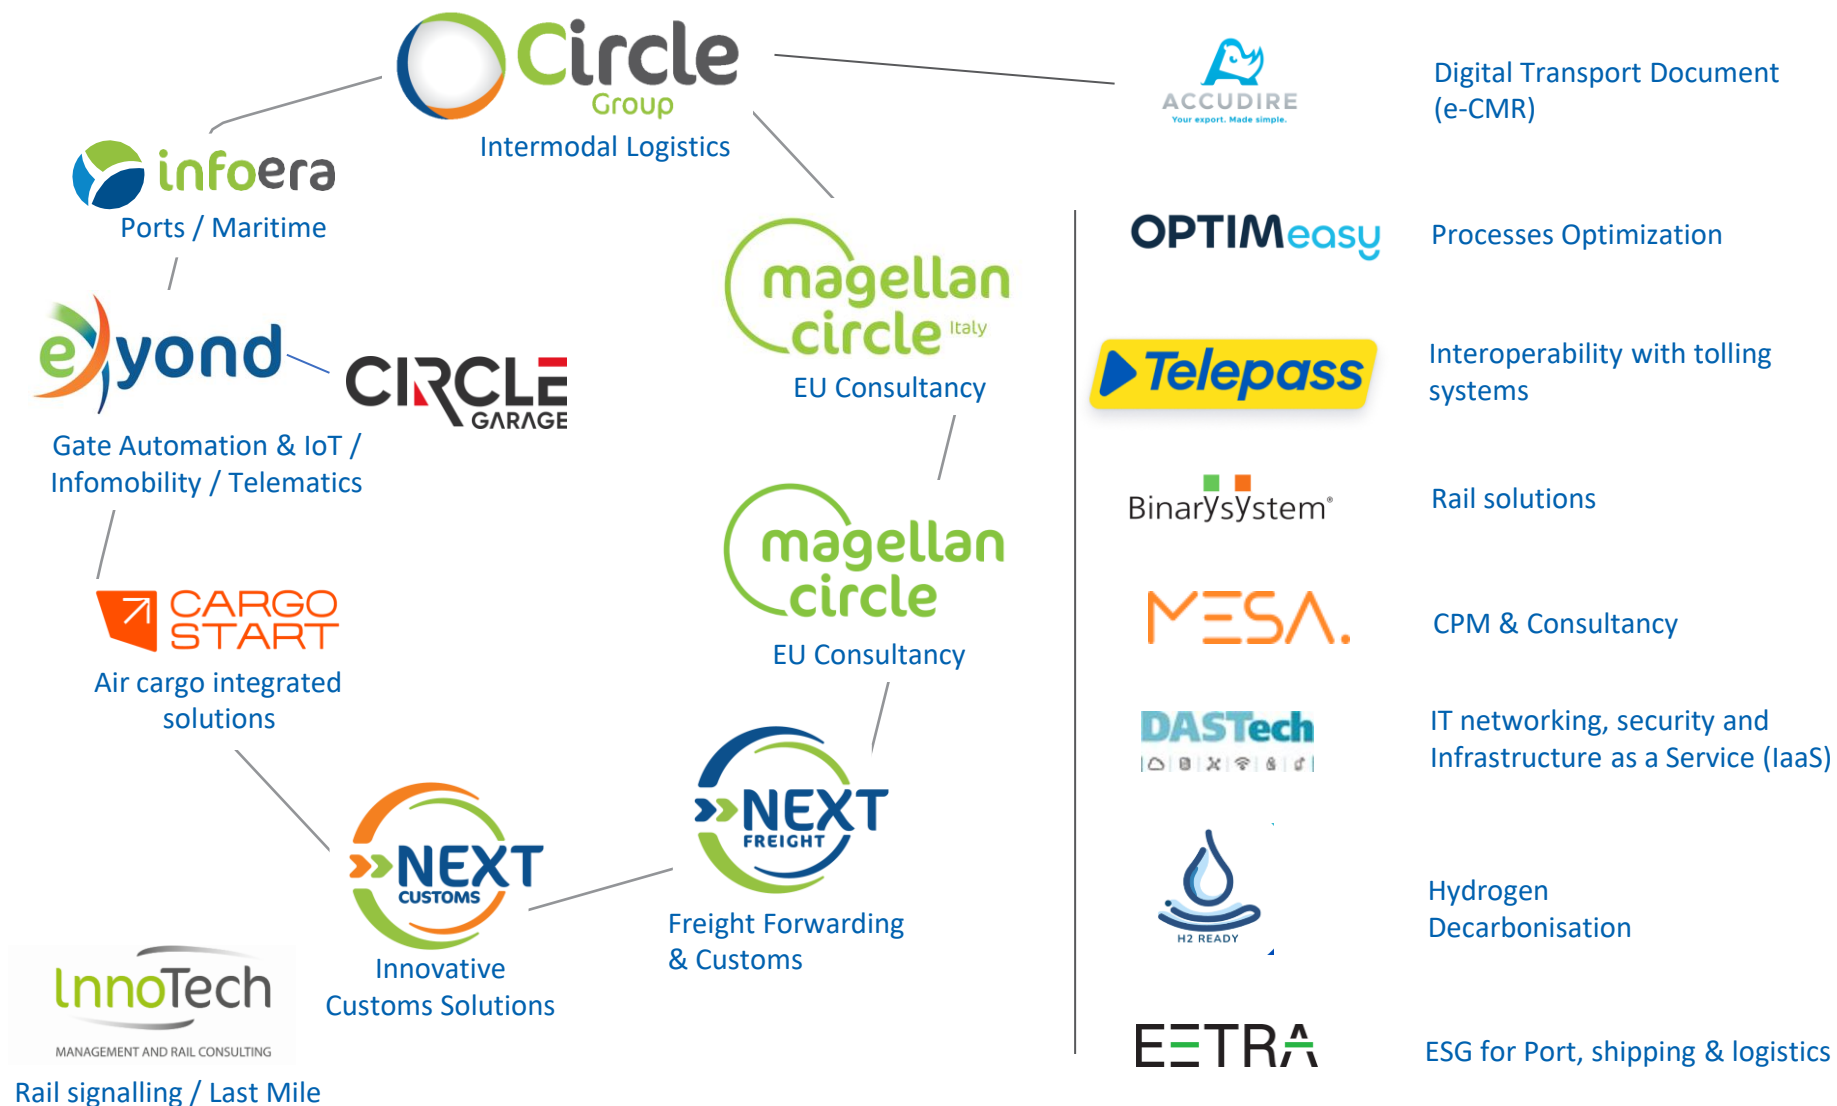 Circle
Group
Intermodal Logistics
infoera
Ports / Maritime
eyond
CIRCLE
GARAGE
Gate Automation & IoT /
Infomobility / Telematics
CARGO
START
Air cargo integrated
solutions
NEXT
CUSTOMS
Innovative
Customs Solutions
InnoTech
MANAGEMENT AND RAIL CONSULTING
Rail signalling / Last Mile
magellan
circle Italy
EU Consultancy
magellan
circle
EU Consultancy
NEXT
FREIGHT
Freight Forwarding
& Customs
ACCUDIRE
Your export. Made simple.
Digital Transport Document
(e-CMR)
OPTIMeasy
Processes Optimization
Telepass
Interoperability with tolling
systems
Binarysystem®
Rail solutions
MESA.
CPM & Consultancy
DASTech
IT networking, security and
Infrastructure as a Service (IaaS)
H2 READY
Hydrogen
Decarbonisation
EETRA
ESG for Port, shipping & logistics